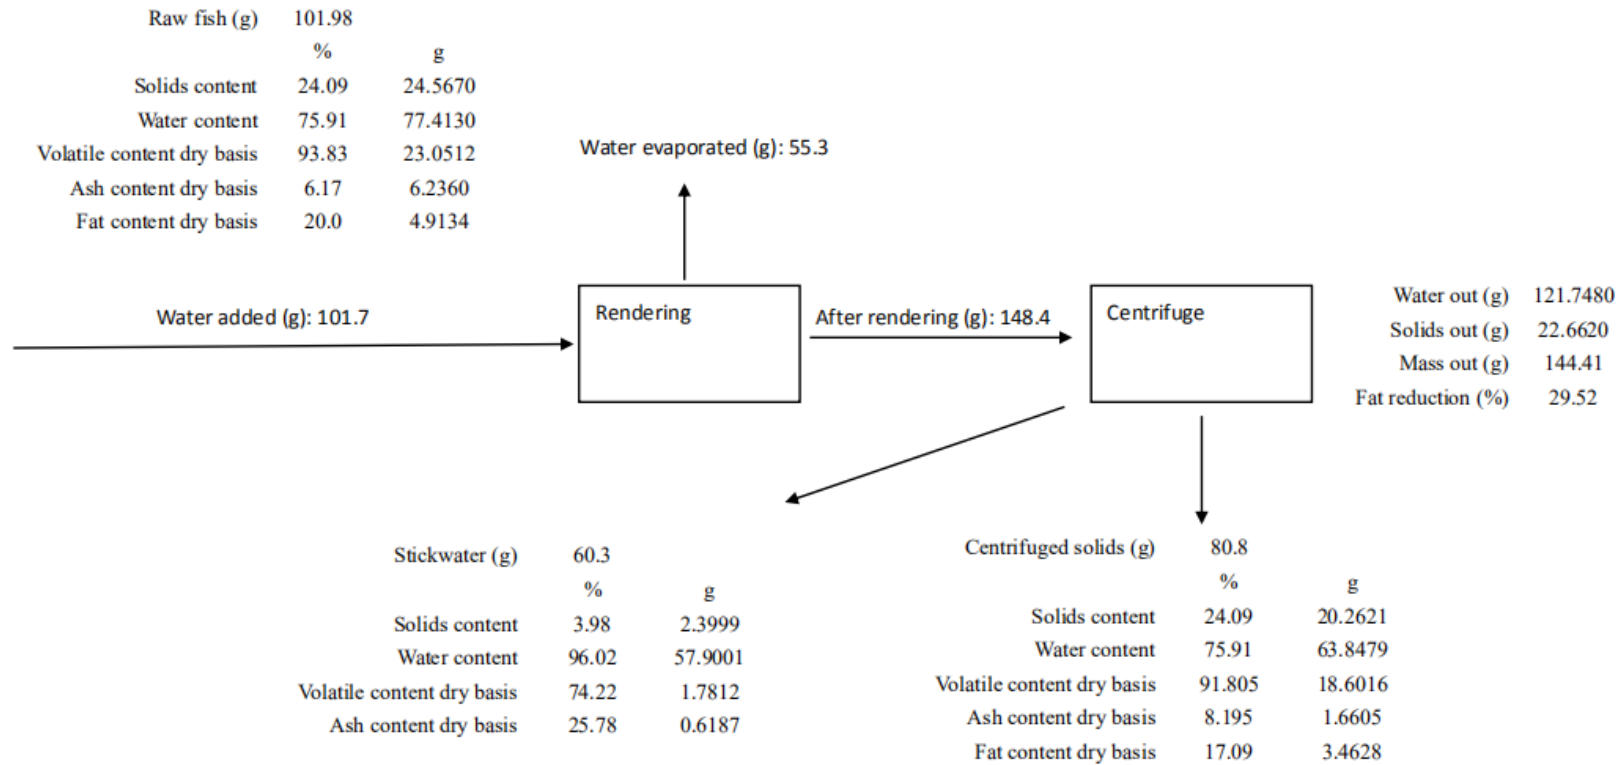 Raw fish (g) 101.98
% g
Solids content 24.09 24.5670
Water content 75.91 77.4130
Volatile content dry basis 93.83 23.0512
Ash content dry basis 6.17 6.2360
Fat content dry basis 20.0 4.9134
Water evaporated (g): 55.3
Water added (g): 101.7
Rendering
After rendering (g): 148.4
Centrifuge
Water out (g) 121.7480
Solids out (g) 22.6620
Mass out (g) 144.41
Fat reduction (%) 29.52
Stickwater (g) 60.3
% g
Solids content 3.98 2.3999
Water content 96.02 57.9001
Volatile content dry basis 74.22 1.7812
Ash content dry basis 25.78 0.6187
Centrifuged solids (g) 80.8
% g
Solids content 24.09 20.2621
Water content 75.91 63.8479
Volatile content dry basis 91.805 18.6016
Ash content dry basis 8.195 1.6605
Fat content dry basis 17.09 3.4628